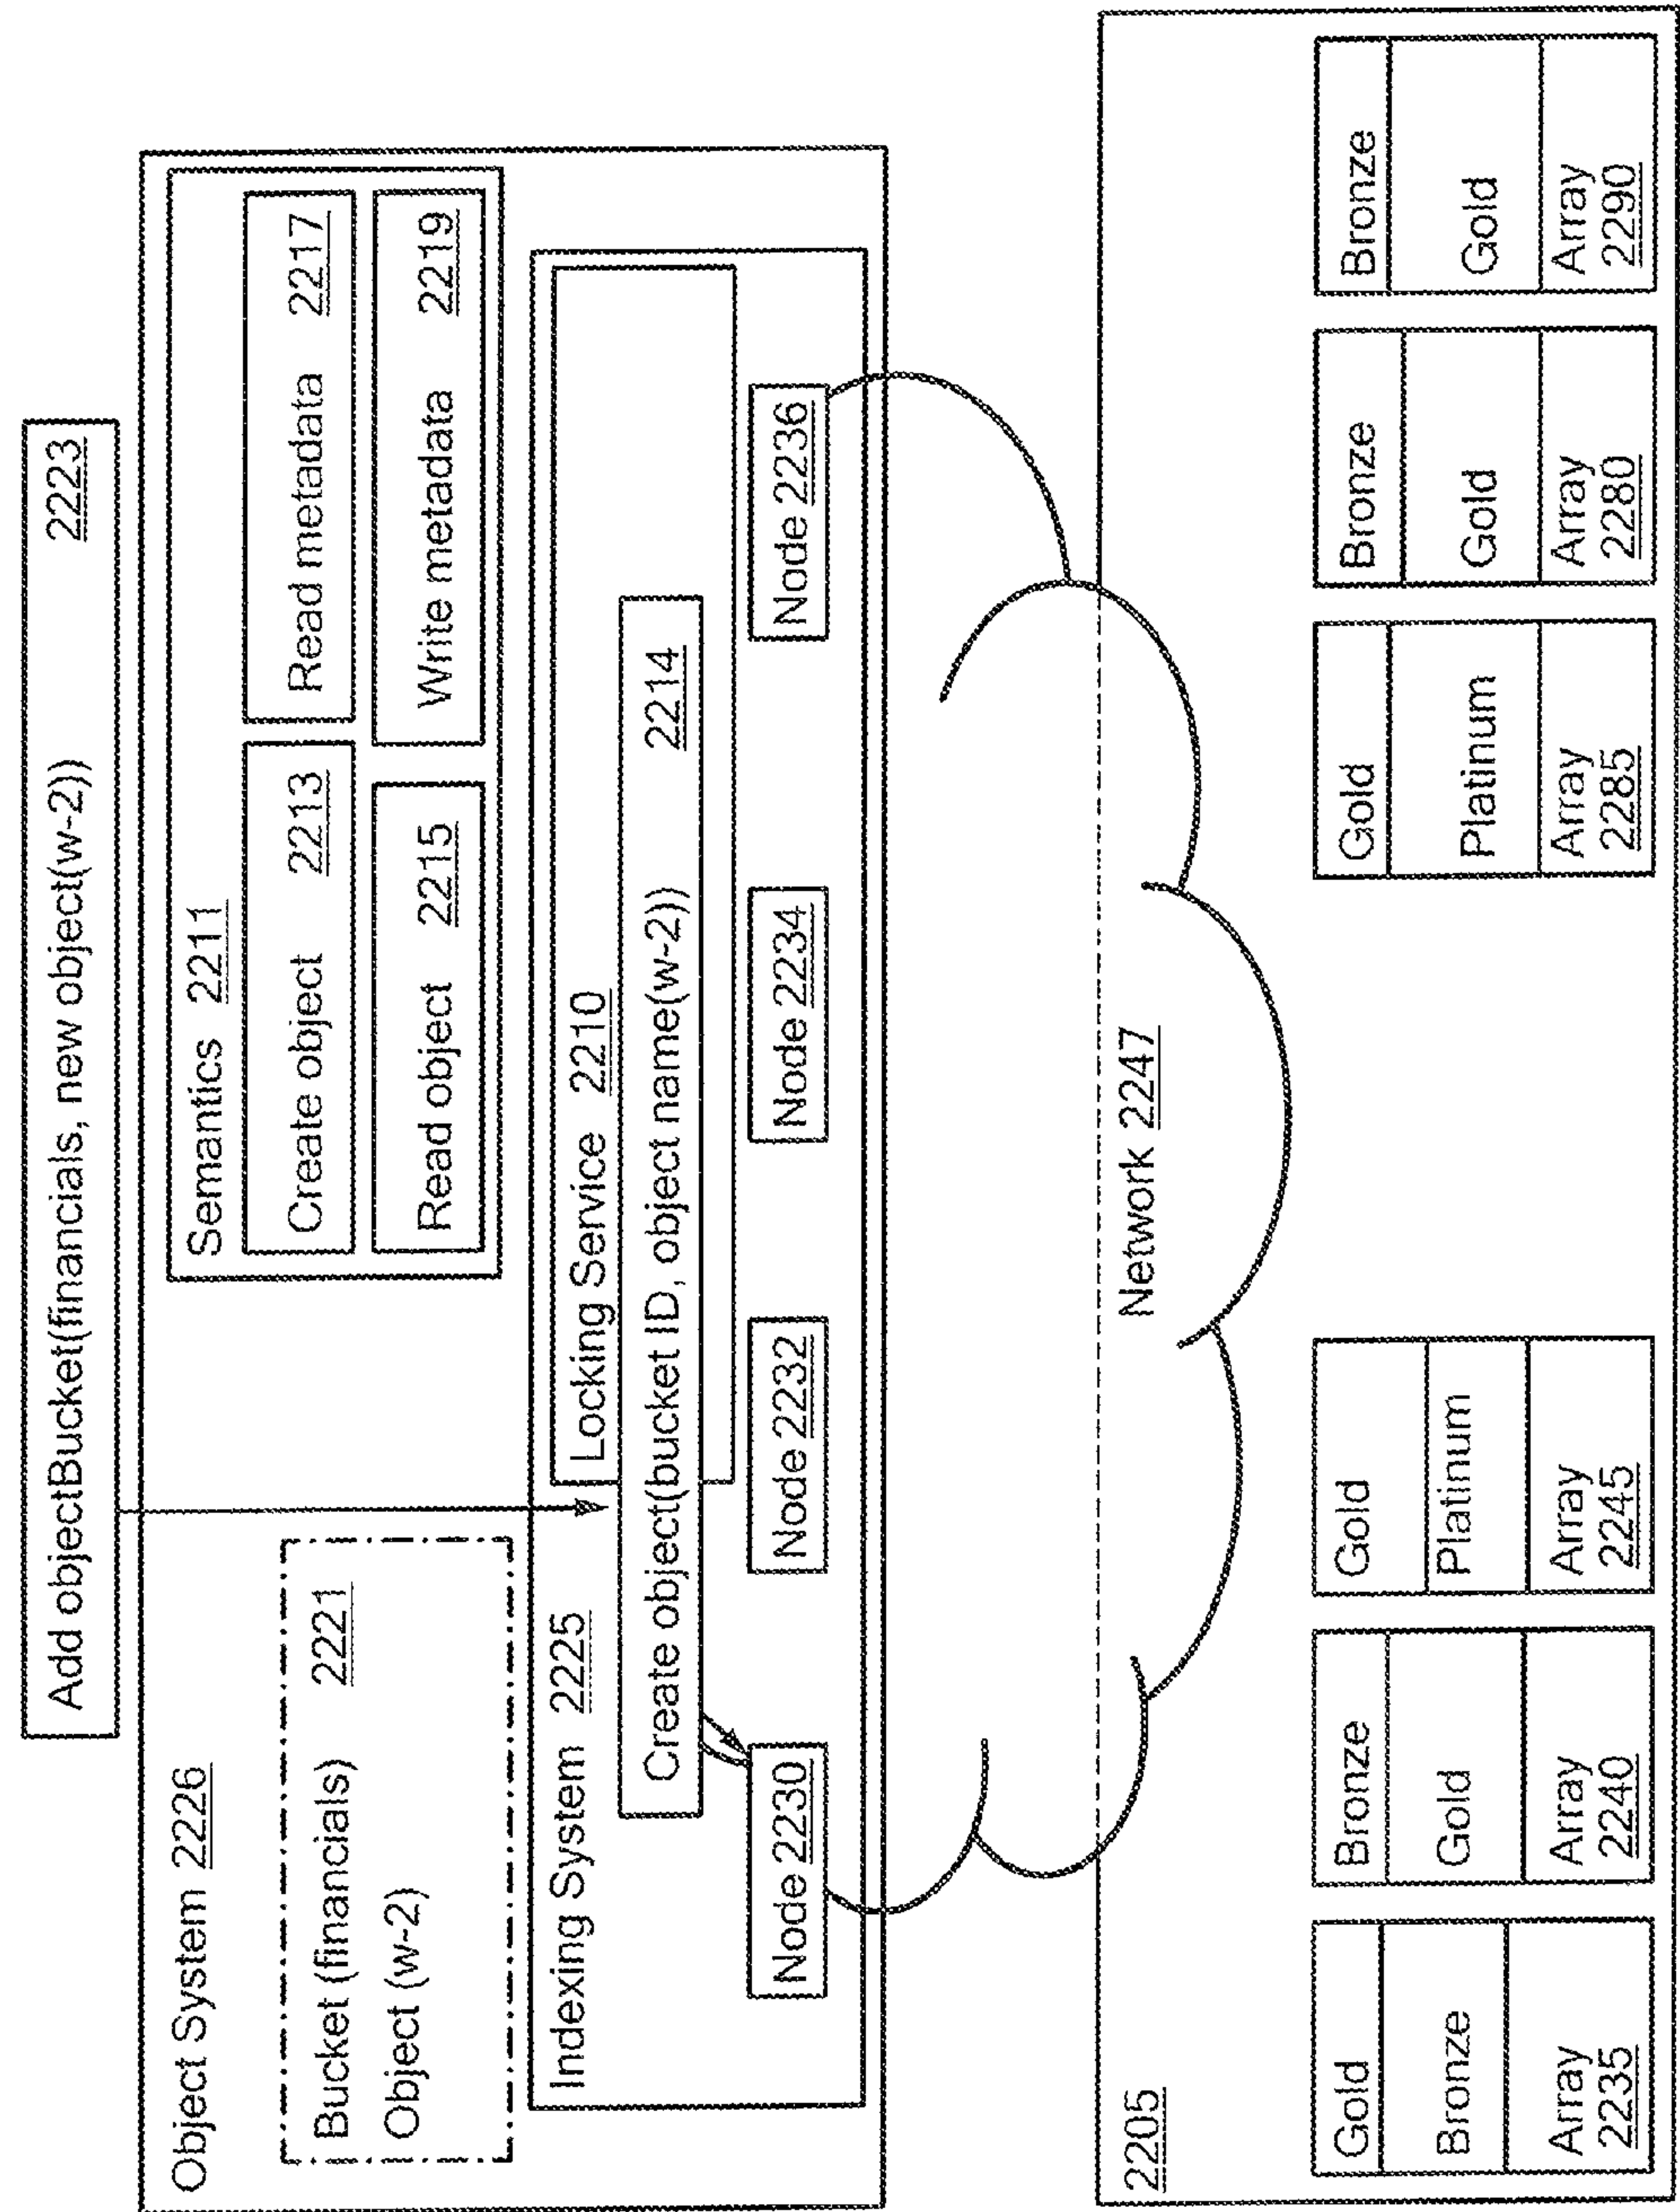 Add objectBucket(financials, new object(w-2)) 2223
Object System 2226
Bucket (financials) 2221
Object (w-2)
Semantics 2211
Create object 2213
Read metadata 2217
Read object 2215
Write metadata 2219
Indexing System 2225
Locking Service 2210
Create object(bucket ID, object name(w-2)) 2214
Node 2230
Node 2232
Node 2234
Node 2236
Network 2247
2205
Gold
Bronze
Array
2235
Bronze
Gold
Array
2240
Gold
Platinum
Array
2245
Gold
Platinum
Array
2285
Bronze
Gold
Array
2280
Bronze
Gold
Array
2290